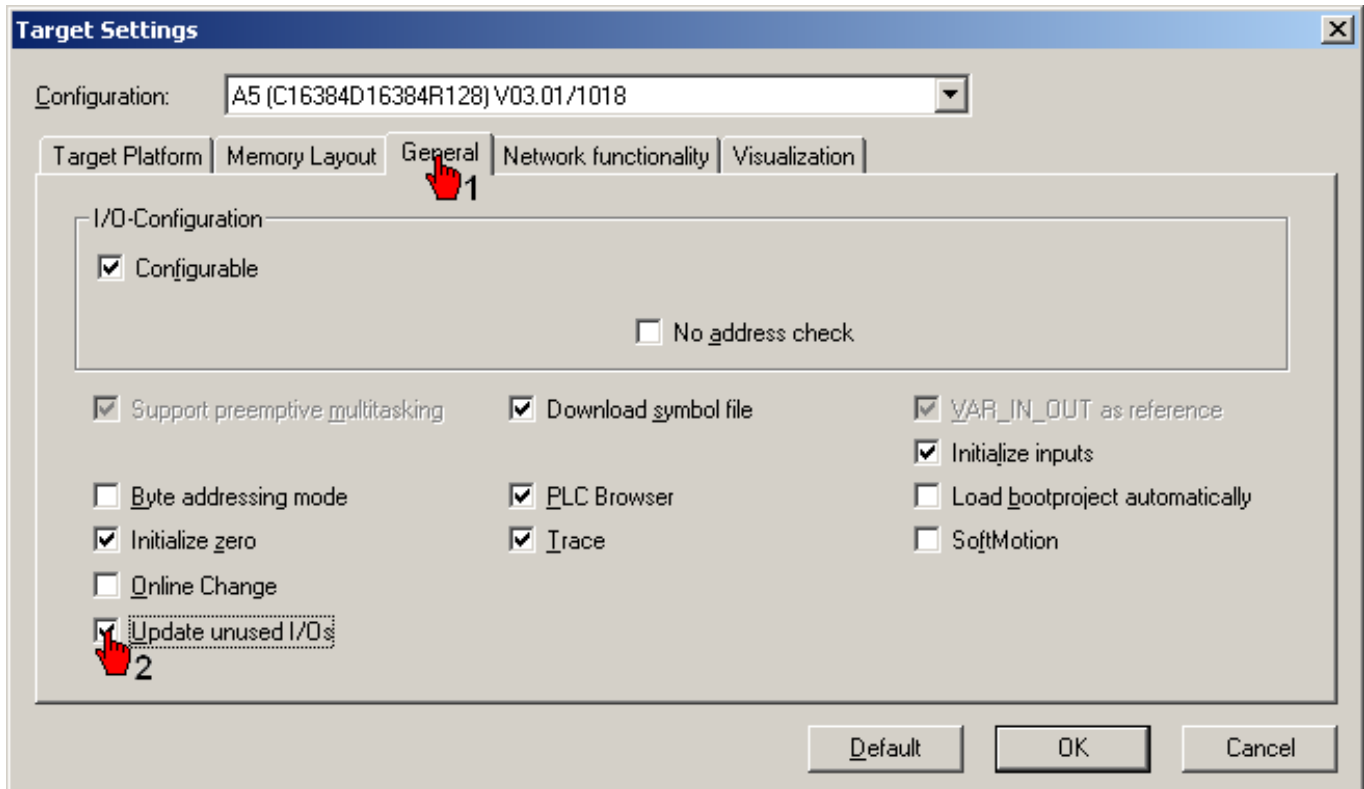 Target Settings
Configuration: A5 (C16384D16384R128) V03.01/1018
Target Platform Memory Layout General Network functionality Visualization
1
I/O-Configuration
Configurable
No address check
Support preemptive multitasking Download symbol file VAR_IN_OUT as reference
Initialize inputs
Byte addressing mode PLC Browser Load bootproject automatically
Initialize zero Trace SoftMotion
Online Change
Update unused I/Os
2
Default OK Cancel